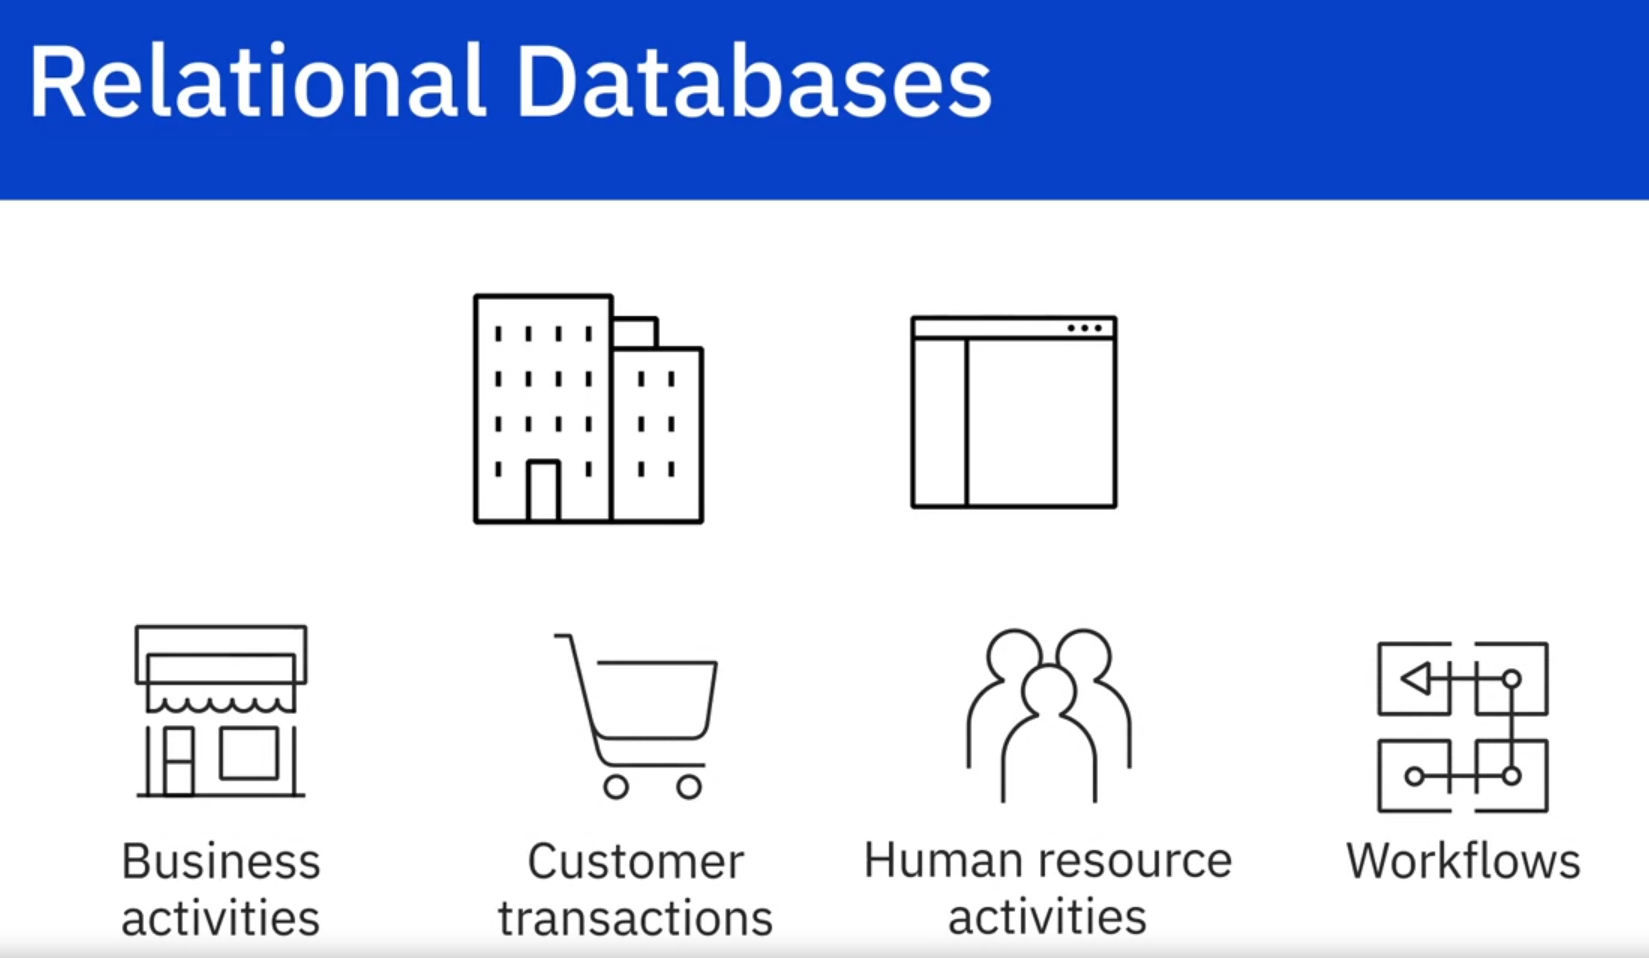 Relational Databases
Business
activities
Customer
transactions
Human resource
activities
Workflows